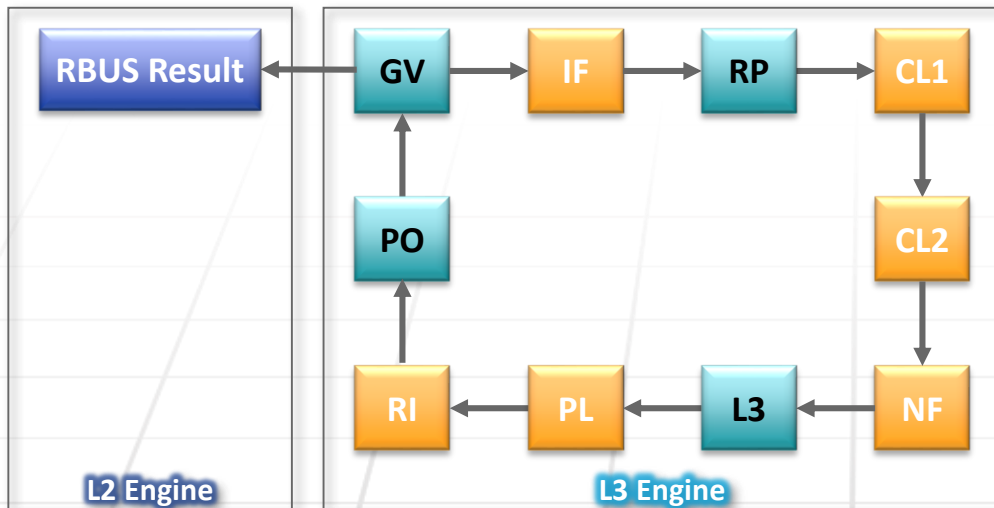 RBUS Result
GV
IF
RP
CL1
PO
CL2
RI
PL
L3
NF
L2 Engine
L3 Engine